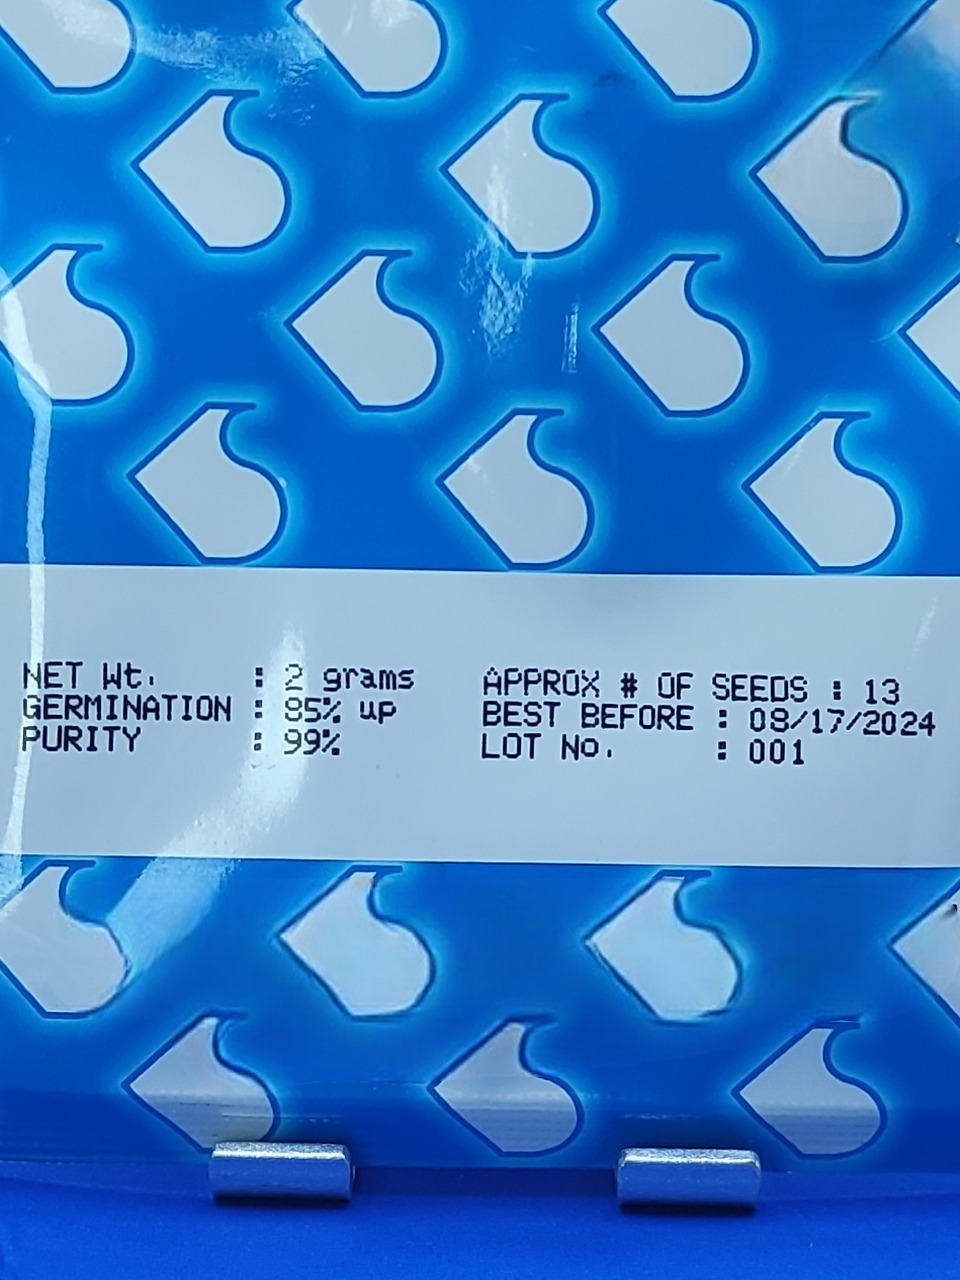 NET Wt. : 2 grams
GERMINATION : 85% up
PURITY : 99%
APPROX # OF SEEDS : 13
BEST BEFORE : 08/17/2024
LOT No. : 001